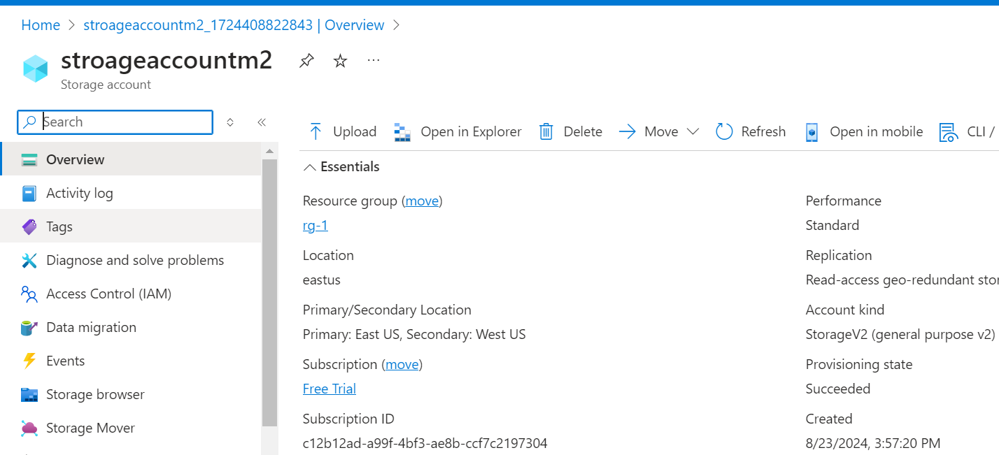 Home > stroageaccountm2_1724408822843 | Overview >
stroageaccountm2
Storage account
Search
Overview
Activity log
Tags
Diagnose and solve problems
Access Control (IAM)
Data migration
Events
Storage browser
Storage Mover
Upload Open in Explorer Delete Move Refresh Open in mobile CLI /
Essentials
Resource group (move)
rg-1
Location
eastus
Primary/Secondary Location
Primary: East US, Secondary: West US
Subscription (move)
Free Trial
Subscription ID
c12b12ad-a99f-4bf3-ae8b-ccf7c2197304
Performance
Standard
Replication
Read-access geo-redundant
Account kind
StorageV2 (general purpose v2)
Provisioning state
Succeeded
Created
8/23/2024, 3:57:20 PM